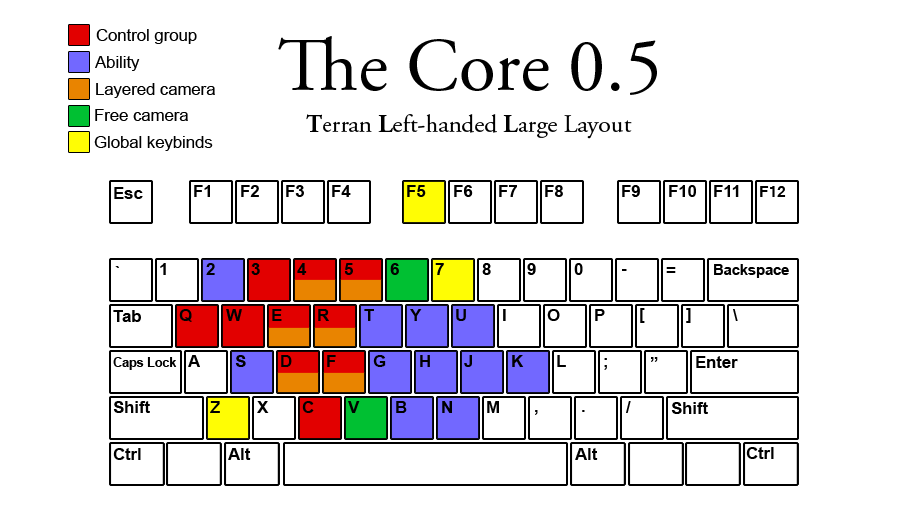 Control group
Ability
Layered camera
Free camera
Global keybinds
The Core 0.5
Terran Left-handed Large Layout
Esc F1 F2 F3 F4 F5 F6 F7 F8 F9 F10 F11 F12
` 1 2 3 4 5 6 7 8 9 0 - = Backspace
Tab Q W E R T Y U I O P [ ] \
Caps Lock A S D F G H J K L ; ” Enter
Shift Z X C V B N M , . / Shift
Ctrl Alt Alt Ctrl